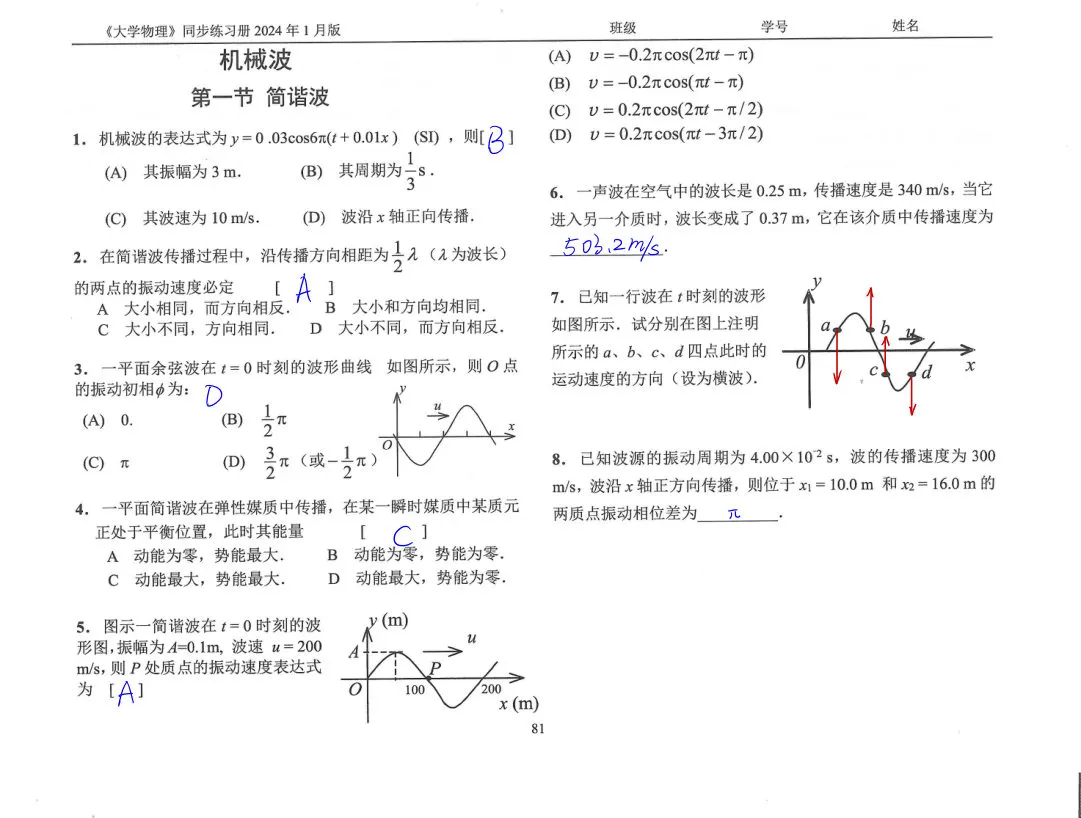 《大学物理》同步练习册 2024 年 1 月版 班级 学号 姓名
机械波
第一节 简谐波
1. 机械波的表达式为 y = 0 .03cos6π(t + 0.01x ) (SI) ，则[ B ]
(A) 其振幅为 3 m. (B) 其周期为 1/3 s .
(C) 其波速为 10 m/s. (D) 波沿 x 轴正向传播.
2. 在简谐波传播过程中，沿传播方向相距为 1/2 λ（λ 为波长）
的两点的振动速度必定 [ A ]
A 大小相同，而方向相反. B 大小和方向均相同.
C 大小不同，方向相同. D 大小不同，而方向相反.
3. 一平面余弦波在 t = 0 时刻的波形曲线 如图所示，则 O 点
的振动初相ϕ为： D
(A) 0. (B) 1/2 π
(C) π (D) 3/2 π（或 − 1/2 π）
y
u
O
x
4. 一平面简谐波在弹性媒质中传播，在某一瞬时媒质中某质元
正处于平衡位置，此时其能量 [ C ]
A 动能为零，势能最大. B 动能为零，势能为零.
C 动能最大，势能最大. D 动能最大，势能为零.
5. 图示一简谐波在 t = 0 时刻的波
形图,振幅为A=0.1m, 波速 u = 200
m/s，则 P 处质点的振动速度表达式
为 [ A ]
y (m)
u
A
P
O 100 200
x (m)
(A) υ = −0.2π cos(2πt − π)
(B) υ = −0.2π cos(πt − π)
(C) υ = 0.2π cos(2πt − π / 2)
(D) υ = 0.2π cos(πt − 3π / 2)
6. 一声波在空气中的波长是 0.25 m，传播速度是 340 m/s，当它
进入另一介质时，波长变成了 0.37 m，它在该介质中传播速度为
503.2m/s.
7. 已知一行波在 t 时刻的波形
如图所示．试分别在图上注明
所示的 a、b、c、d 四点此时的
运动速度的方向（设为横波）.
y
a b u
0 c d x
8. 已知波源的振动周期为 4.00×10⁻² s，波的传播速度为 300
m/s，波沿 x 轴正方向传播，则位于 x₁ = 10.0 m 和 x₂ = 16.0 m 的
两质点振动相位差为 π .
81